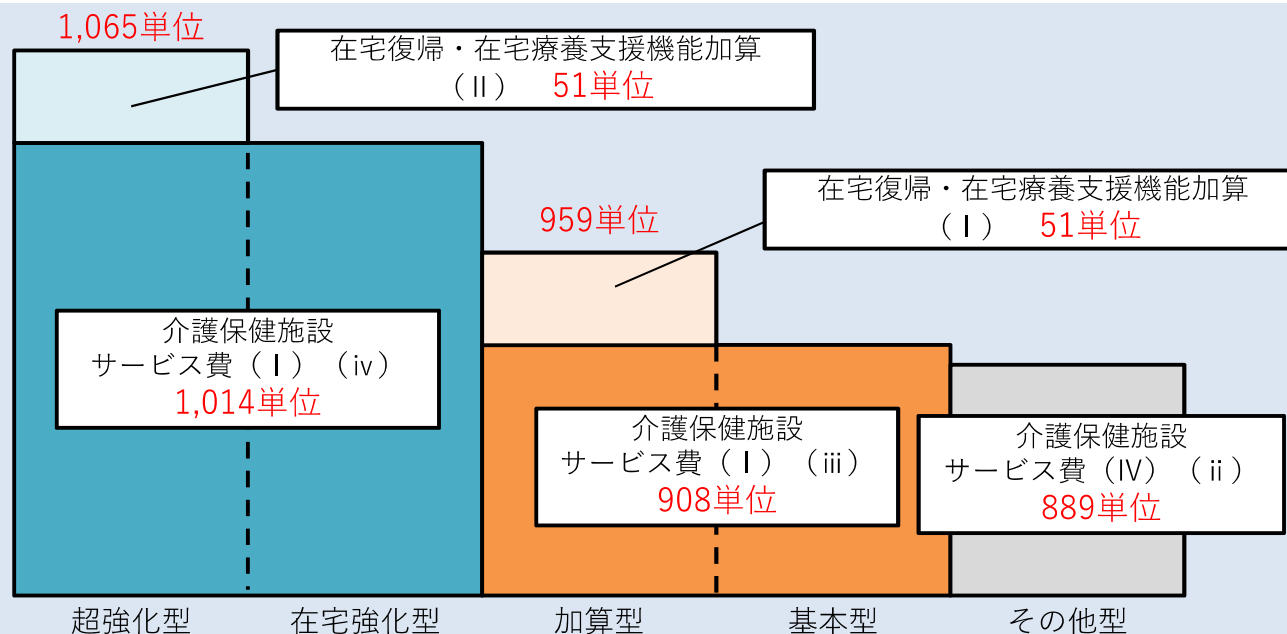 1,065単位
在宅復帰・在宅療養支援機能加算
（Ⅱ） 51単位
959単位
在宅復帰・在宅療養支援機能加算
（Ⅰ） 51単位
介護保健施設
サービス費（Ⅰ）（ⅳ）
1,014単位
介護保健施設
サービス費（Ⅰ）（ⅲ）
908単位
介護保健施設
サービス費（Ⅳ）（ⅱ）
889単位
超強化型 在宅強化型 加算型 基本型 その他型